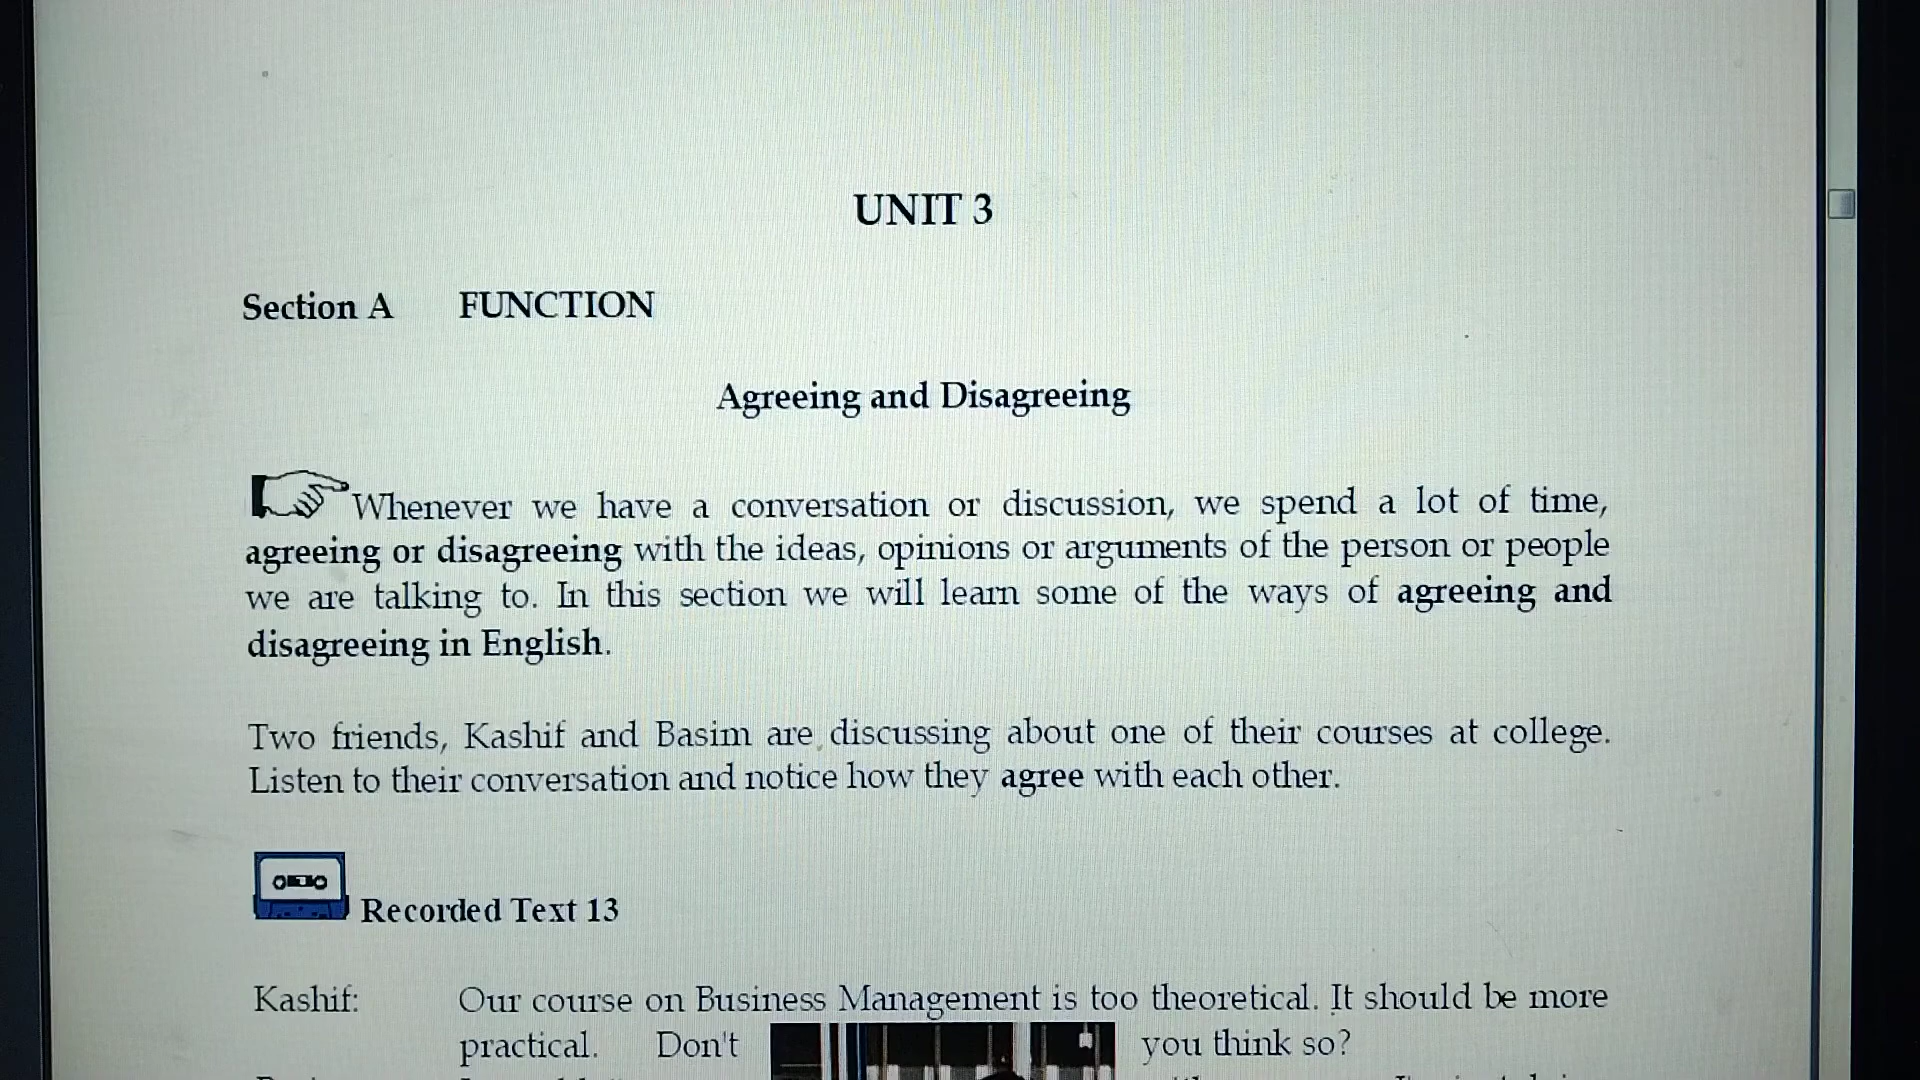 UNIT 3
Section A FUNCTION
Agreeing and Disagreeing
Whenever we have a conversation or discussion, we spend a lot of time,
agreeing or disagreeing with the ideas, opinions or arguments of the person or people
we are talking to. In this section we will learn some of the ways of agreeing and
disagreeing in English.
Two friends, Kashif and Basim are discussing about one of their courses at college.
Listen to their conversation and notice how they agree with each other.
Recorded Text 13
Kashif: Our course on Business Management is too theoretical. It should be more
practical. Don't you think so?